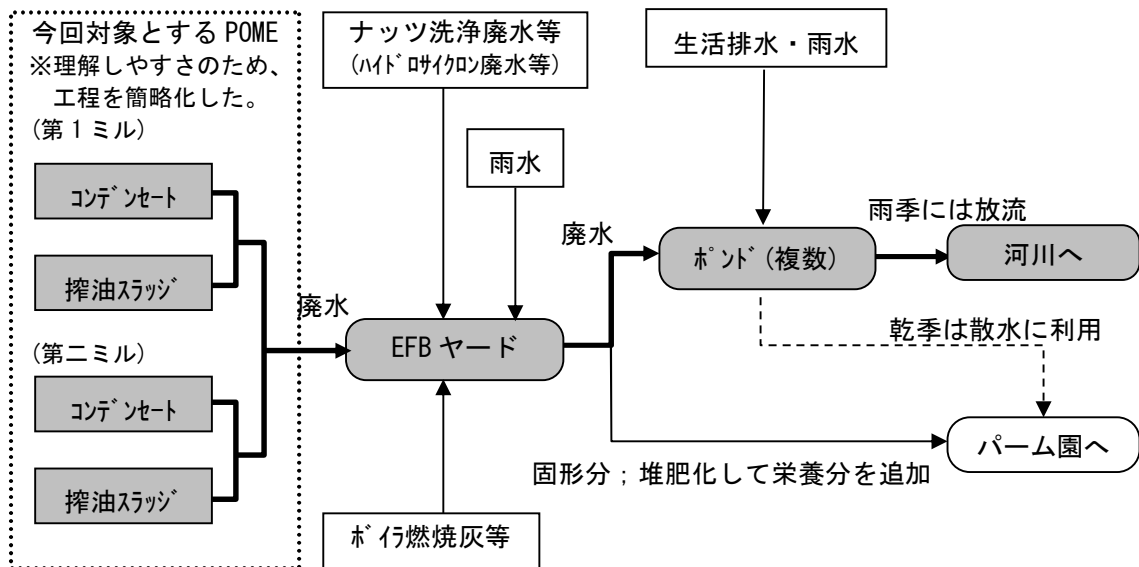 今回対象とする POME
※理解しやすさのため、
工程を簡略化した。
(第１ミル)
ｺﾝﾃﾞﾝｾｰﾄ
搾油ｽﾗｯｼﾞ
(第二ミル)
ｺﾝﾃﾞﾝｾｰﾄ
搾油ｽﾗｯｼﾞ
廃水
ナッツ洗浄廃水等
(ﾊｲﾄﾞﾛｻｲｸﾛﾝ廃水等)
雨水
EFB ヤード
ﾎﾞｲﾗ燃焼灰等
廃水
生活排水・雨水
ﾎﾟﾝﾄﾞ(複数)
雨季には放流
河川へ
乾季は散水に利用
パーム園へ
固形分；堆肥化して栄養分を追加